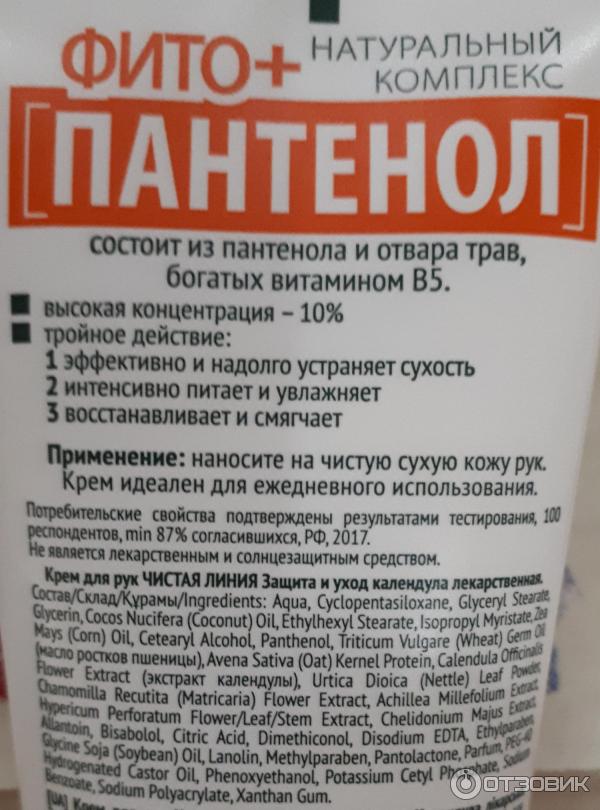 ФИТО+ НАТУРАЛЬНЫЙ
КОМПЛЕКС
[ПАНТЕНОЛ]
состоит из пантенола и отвара трав,
богатых витамином B5.
■ высокая концентрация – 10%
■ тройное действие:
1 эффективно и надолго устраняет сухость
2 интенсивно питает и увлажняет
3 восстанавливает и смягчает
Применение: наносите на чистую сухую кожу рук.
Крем идеален для ежедневного использования.
Потребительские свойства подтверждены результатами тестирования, 100
респондентов, min 87% согласившихся, РФ, 2017.
Не является лекарственным и солнцезащитным средством.
Крем для рук ЧИСТАЯ ЛИНИЯ Защита и уход календула лекарственная.
Состав/Склад/Құрамы/Ingredients: Aqua, Cyclopentasiloxane, Glyceryl Stearate,
Glycerin, Cocos Nucifera (Coconut) Oil, Ethylhexyl Stearate, Isopropyl Myristate, Zea
Mays (Corn) Oil, Cetearyl Alcohol, Panthenol, Triticum Vulgare (Wheat) Germ Oil
(масло ростков пшеницы), Avena Sativa (Oat) Kernel Protein, Calendula Officinalis
Flower Extract (экстракт календулы), Urtica Dioica (Nettle) Leaf Powder,
Chamomilla Recutita (Matricaria) Flower Extract, Achillea Millefolium Extract,
Hypericum Perforatum Flower/Leaf/Stem Extract, Chelidonium Majus Extract,
Allantoin, Bisabolol, Citric Acid, Dimethiconol, Disodium EDTA, Ethylparaben,
Glycine Soja (Soybean) Oil, Lanolin, Methylparaben, Pantolactone, Parfum, PEG-40
Hydrogenated Castor Oil, Phenoxyethanol, Potassium Cetyl Phosphate, Sodium
Benzoate, Sodium Polyacrylate, Xanthan Gum.
[UA] Крем
ОТЗОВИК